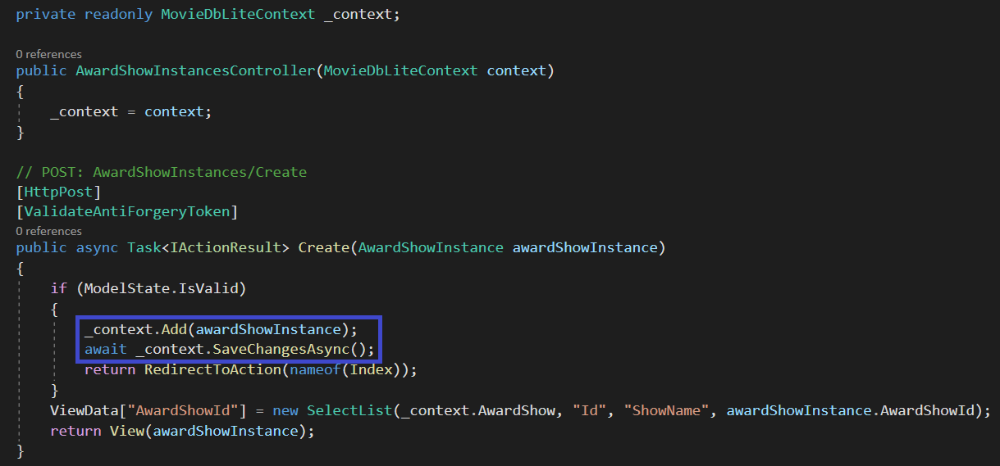 private readonly MovieDbLiteContext _context;
0 references
public AwardShowInstancesController(MovieDbLiteContext context)
{
_context = context;
}
// POST: AwardShowInstances/Create
[HttpPost]
[ValidateAntiForgeryToken]
0 references
public async Task<IActionResult> Create(AwardShowInstance awardShowInstance)
{
if (ModelState.IsValid)
{
_context.Add(awardShowInstance);
await _context.SaveChangesAsync();
return RedirectToAction(nameof(Index));
}
ViewData["AwardShowId"] = new SelectList(_context.AwardShow, "Id", "ShowName", awardShowInstance.AwardShowId);
return View(awardShowInstance);
}